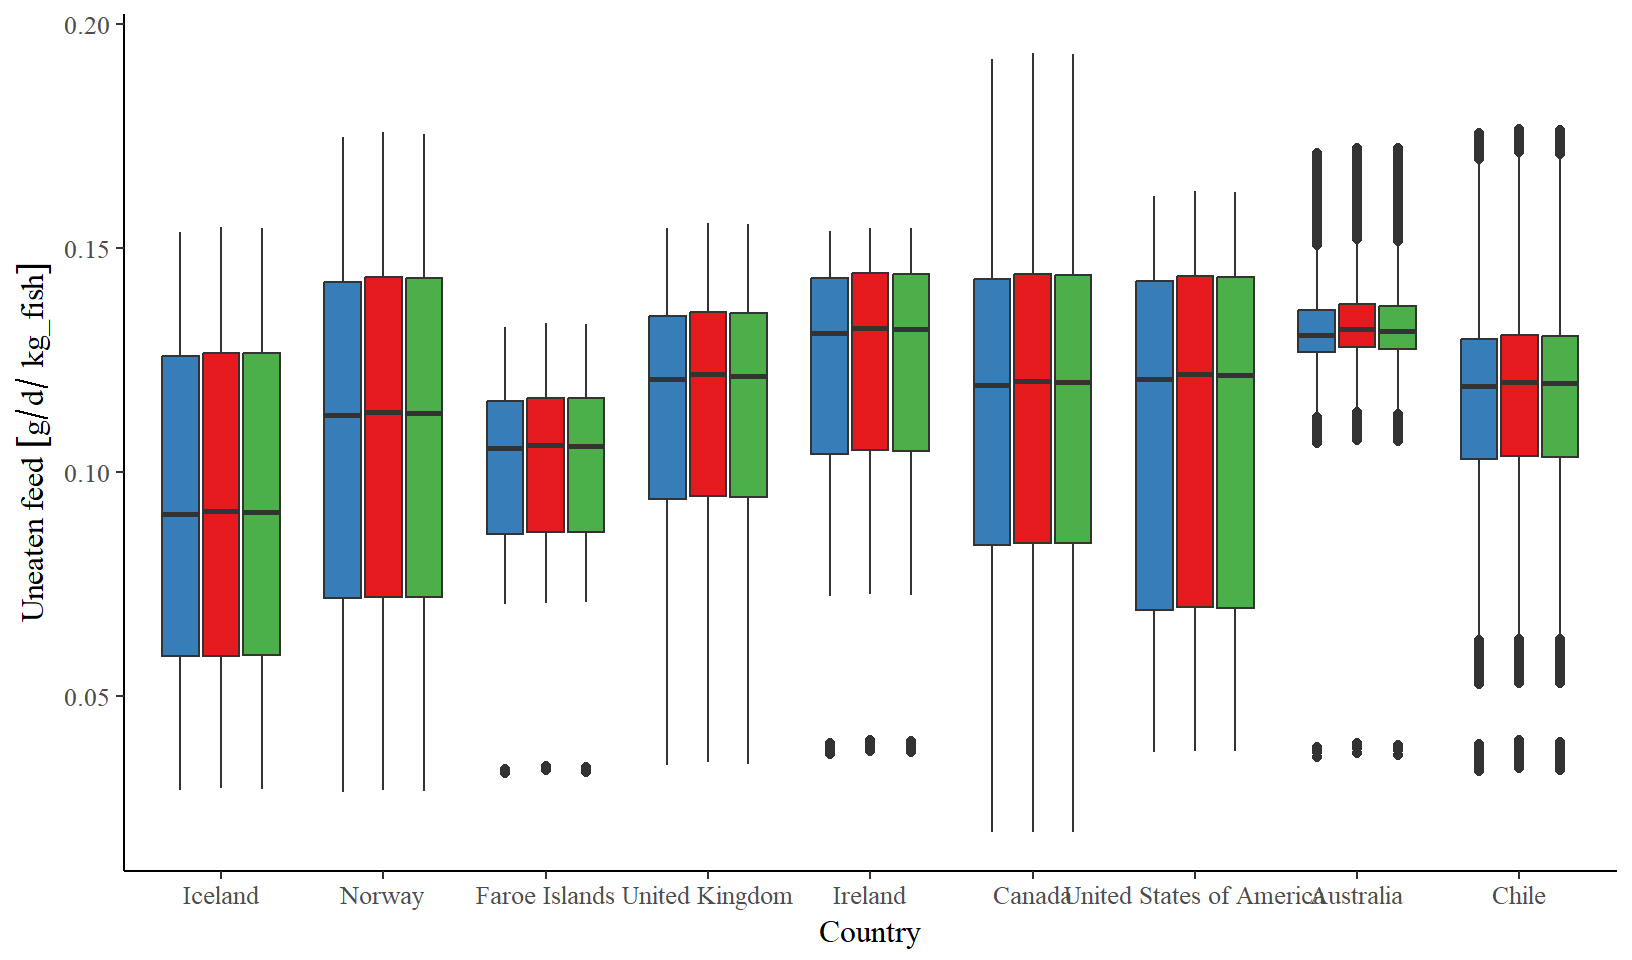 0.20
0.15
0.10
0.05
Uneaten feed [g/d/ kg_fish]
Iceland Norway Faroe Islands United Kingdom Ireland Canada United States of America Australia Chile
Country